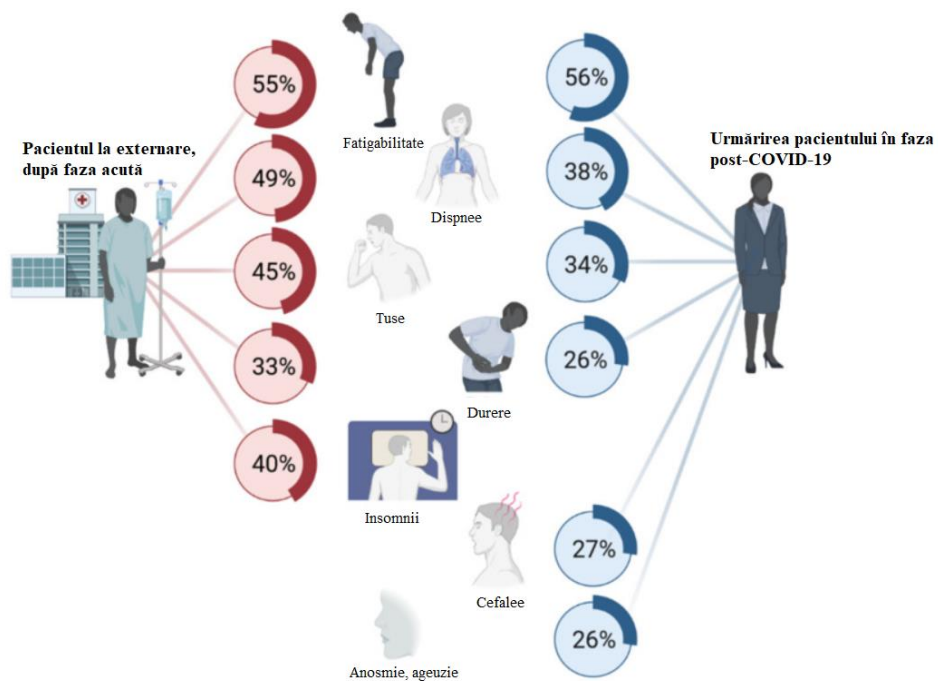 55%
56%
Fatigabilitate
Pacientul la externare,
după faza acută
Urmărirea pacientului în faza
post-COVID-19
49%
38%
Dispnee
45%
34%
Tuse
33%
26%
Durere
40%
Insomnii
27%
Cefalee
26%
Anosmie, ageuzie